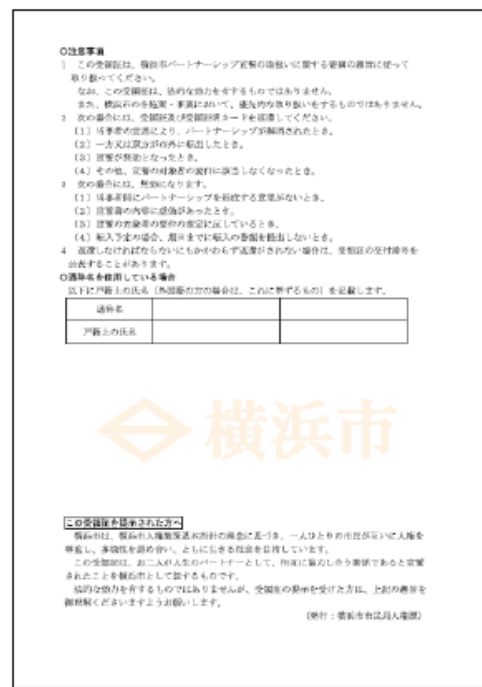 ○注意事項
1 この受領証は、横浜市パートナーシップ宣誓の取扱いに関する要綱の趣旨に従って
取り扱ってください。
なお、この受領証は、法的な効力を有するものではありません。
また、横浜市の各施策・事業において、優先的な取り扱いをするものではありません。
2 次の場合には、受領証及び受領証明カードを返還してください。
(1)当事者の意思により、パートナーシップが解消されたとき。
(2)一方又は双方が市外に転出したとき。
(3)宣誓が無効となったとき。
(4)その他、宣誓の対象者の要件に該当しなくなったとき。
3 次の場合には、無効になります。
(1)当事者間にパートナーシップを形成する意思がないとき。
(2)宣誓書の内容に虚偽があったとき。
(3)宣誓の対象者の要件の規定に反しているとき。
(4)転入予定の場合、期日までに転入の書類を提出しないとき。
4 返還しなければならないにもかかわらず返還がされない場合は、受領証の交付番号を
公表することがあります。
○通称名を使用している場合
以下に戸籍上の氏名(外国籍の方の場合は、これに準ずるもの)を記載します。
通称名
戸籍上の氏名
横浜市
この受領証を提示された方へ
横浜市は、横浜市人権施策基本指針の理念に基づき、一人ひとりの市民が互いに人権を
尊重し、多様性を認め合い、ともに生きる社会を目指しています。
この受領証は、お二人が人生のパートナーとして、相互に協力し合う関係であると宣誓
されたことを横浜市として証するものです。
法的な効力を有するものではありませんが、受領証の提示を受けた方は、上記の趣旨を
御理解くださいますようお願いします。
(発行:横浜市市民局人権課)